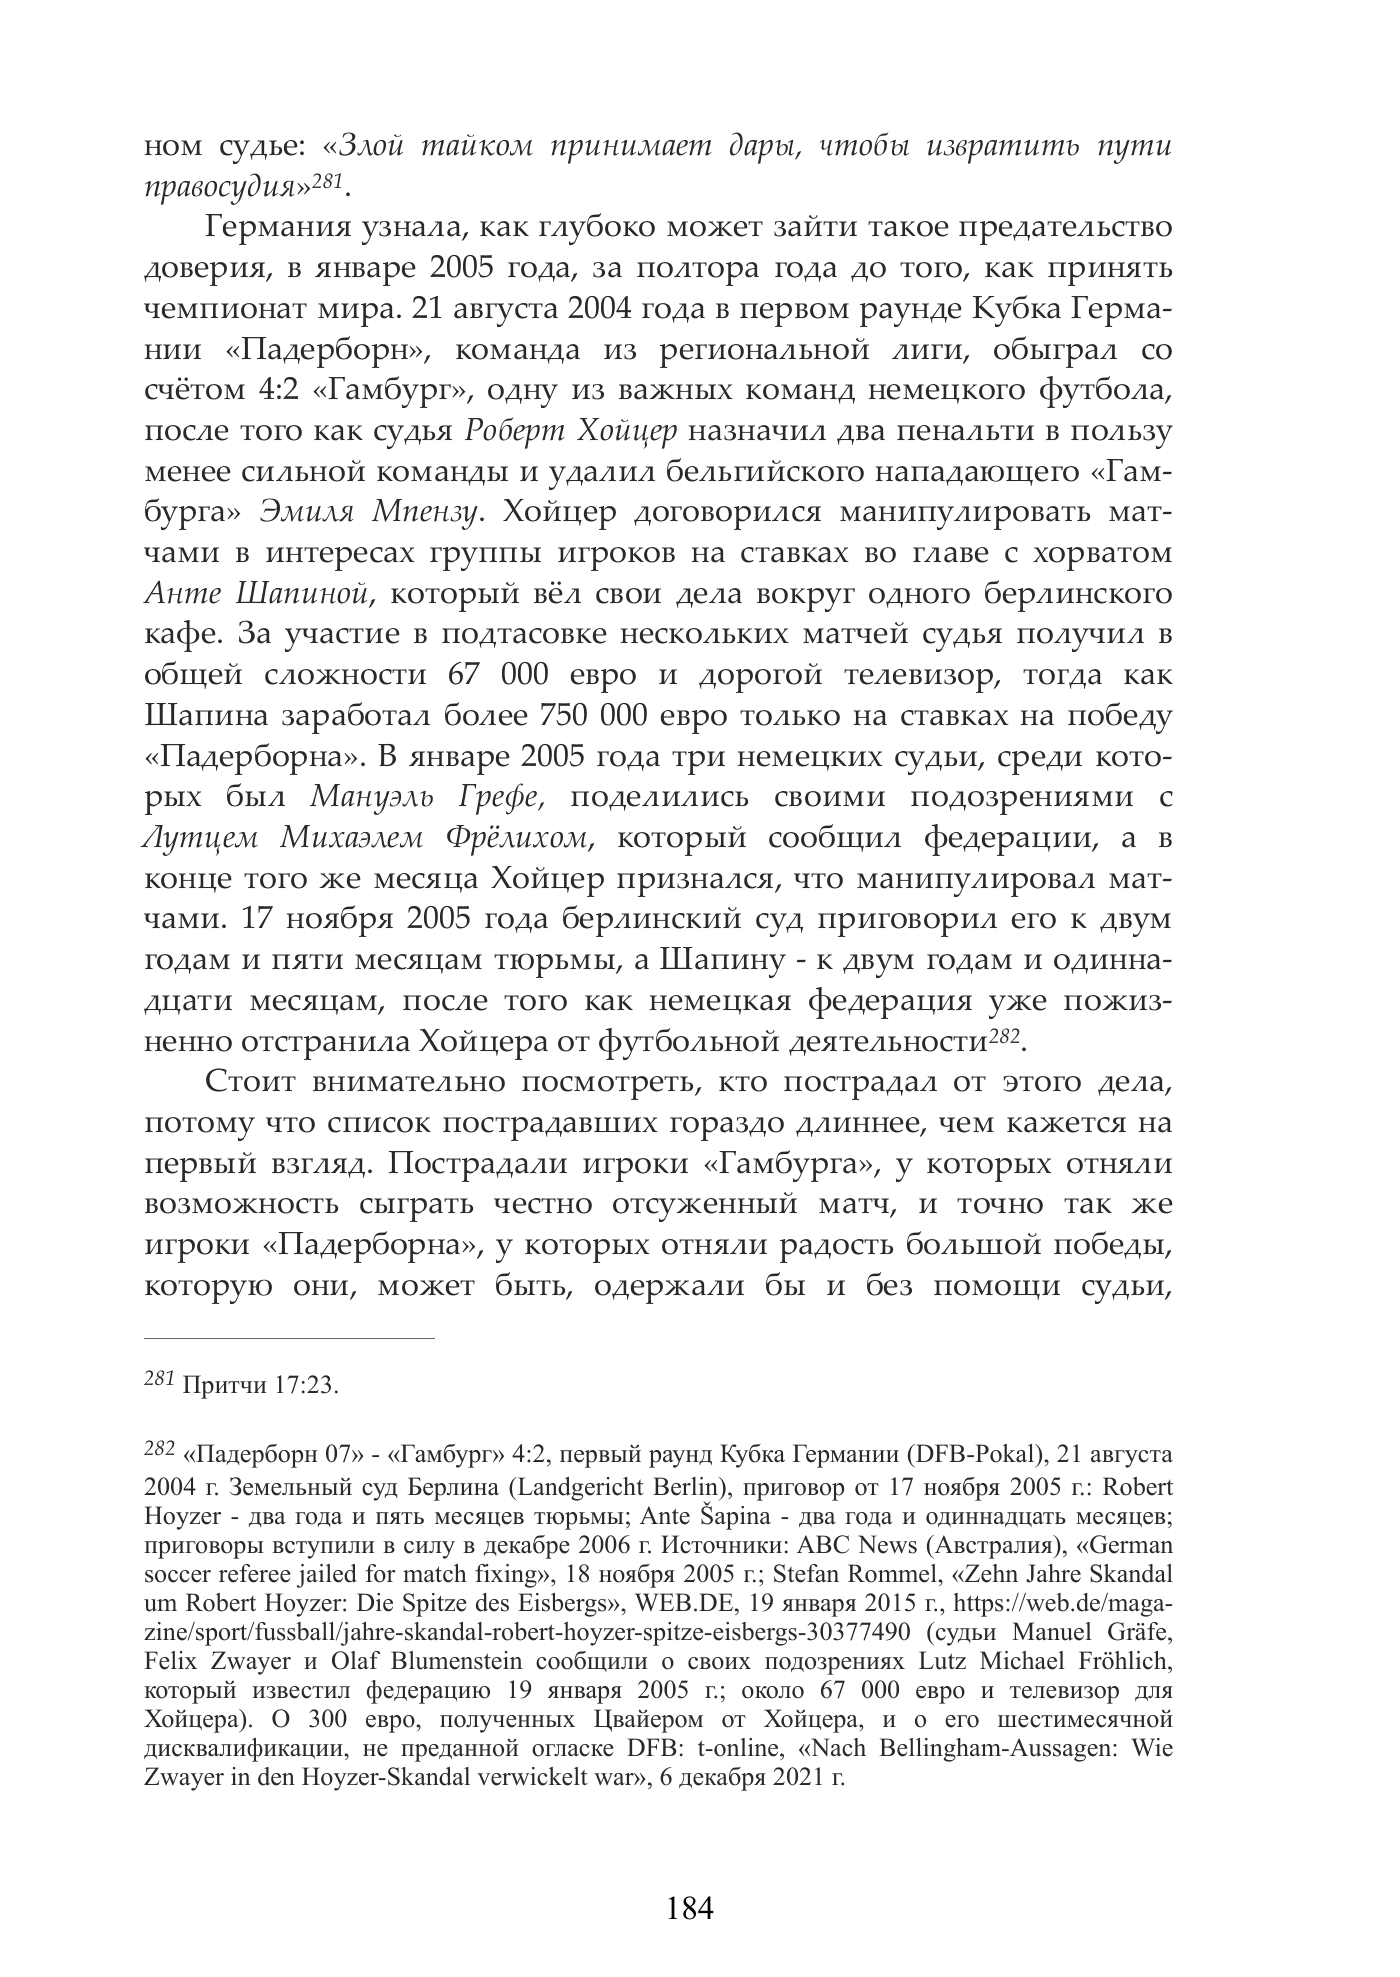 ном судье: «Злой тайком принимает дары, чтобы извратить пути
правосудия»281.
Германия узнала, как глубоко может зайти такое предательство
доверия, в январе 2005 года, за полтора года до того, как принять
чемпионат мира. 21 августа 2004 года в первом раунде Кубка Герма-
нии «Падерборн», команда из региональной лиги, обыграл со
счётом 4:2 «Гамбург», одну из важных команд немецкого футбола,
после того как судья Роберт Хойцер назначил два пенальти в пользу
менее сильной команды и удалил бельгийского нападающего «Гам-
бурга» Эмиля Мпензу. Хойцер договорился манипулировать мат-
чами в интересах группы игроков на ставках во главе с хорватом
Анте Шапиной, который вёл свои дела вокруг одного берлинского
кафе. За участие в подтасовке нескольких матчей судья получил в
общей сложности 67 000 евро и дорогой телевизор, тогда как
Шапина заработал более 750 000 евро только на ставках на победу
«Падерборна». В январе 2005 года три немецких судьи, среди кото-
рых был Мануэль Грефе, поделились своими подозрениями с
Лутцем Михаэлем Фрёлихом, который сообщил федерации, а в
конце того же месяца Хойцер признался, что манипулировал мат-
чами. 17 ноября 2005 года берлинский суд приговорил его к двум
годам и пяти месяцам тюрьмы, а Шапину - к двум годам и одинна-
дцати месяцам, после того как немецкая федерация уже пожиз-
ненно отстранила Хойцера от футбольной деятельности282.
Стоит внимательно посмотреть, кто пострадал от этого дела,
потому что список пострадавших гораздо длиннее, чем кажется на
первый взгляд. Пострадали игроки «Гамбурга», у которых отняли
возможность сыграть честно отсуженный матч, и точно так же
игроки «Падерборна», у которых отняли радость большой победы,
которую они, может быть, одержали бы и без помощи судьи,
281 Притчи 17:23.
282 «Падерборн 07» - «Гамбург» 4:2, первый раунд Кубка Германии (DFB-Pokal), 21 августа
2004 г. Земельный суд Берлина (Landgericht Berlin), приговор от 17 ноября 2005 г.: Robert
Hoyzer - два года и пять месяцев тюрьмы; Ante Šapina - два года и одиннадцать месяцев;
приговоры вступили в силу в декабре 2006 г. Источники: ABC News (Австралия), «German
soccer referee jailed for match fixing», 18 ноября 2005 г.; Stefan Rommel, «Zehn Jahre Skandal
um Robert Hoyzer: Die Spitze des Eisbergs», WEB.DE, 19 января 2015 г., https://web.de/maga-
zine/sport/fussball/jahre-skandal-robert-hoyzer-spitze-eisbergs-30377490 (судьи Manuel Gräfe,
Felix Zwayer и Olaf Blumenstein сообщили о своих подозрениях Lutz Michael Fröhlich,
который известил федерацию 19 января 2005 г.; около 67 000 евро и телевизор для
Хойцера). О 300 евро, полученных Цвайером от Хойцера, и о его шестимесячной
дисквалификации, не преданной огласке DFB: t-online, «Nach Bellingham-Aussagen: Wie
Zwayer in den Hoyzer-Skandal verwickelt war», 6 декабря 2021 г.
184